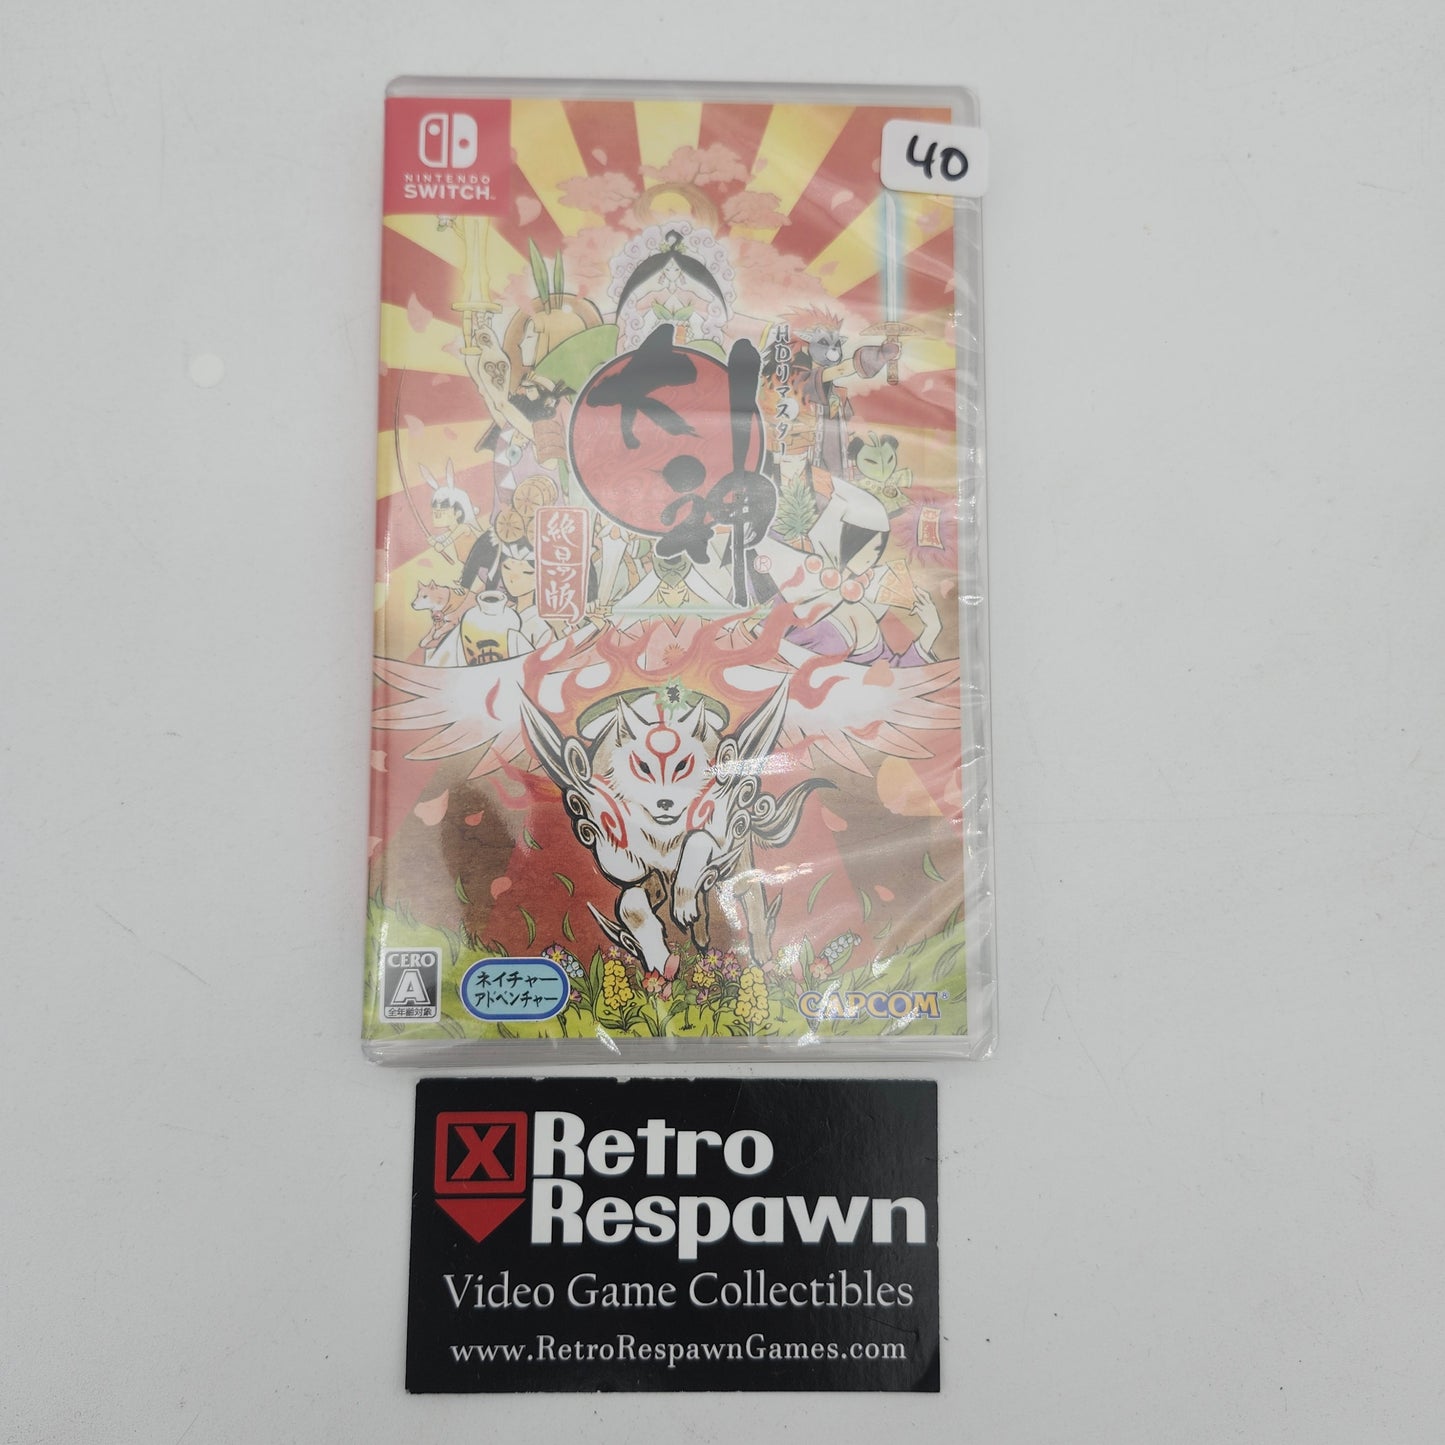 NINTENDO
SWITCH™
40
HDリマスター
大神
®
絶景版
酒
CERO
A
全年齢対象
ネイチャー
アドベンチャー
CAPCOM®
X Retro
Respawn
Video Game Collectibles
www.RetroRespawnGames.com